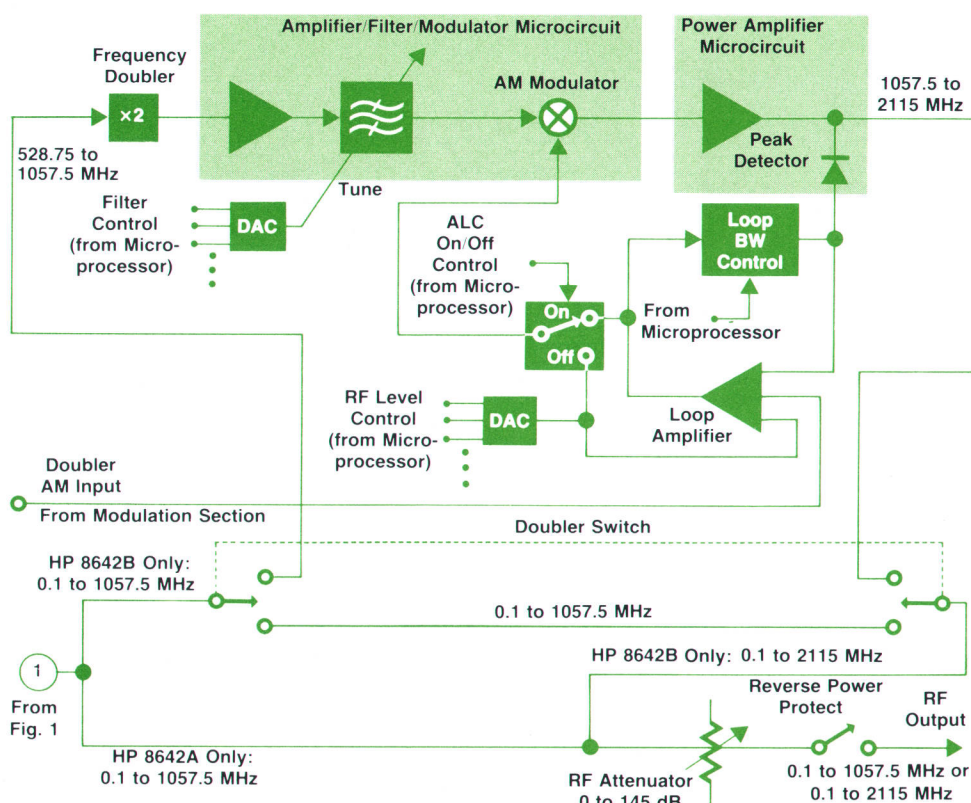 Amplifier/Filter/Modulator Microcircuit
Power Amplifier
Microcircuit
Frequency
Doubler
AM Modulator
×2
1057.5 to
2115 MHz
Peak
Detector
528.75 to
1057.5 MHz
Tune
Filter
Control
(from Micro-
processor)
DAC
ALC
On/Off
Control
(from Micro-
processor)
Loop
BW
Control
On
Off
From
Microprocessor
RF Level
Control
(from Micro-
processor)
DAC
Loop
Amplifier
Doubler
AM Input
From Modulation Section
Doubler Switch
HP 8642B Only:
0.1 to 1057.5 MHz
0.1 to 1057.5 MHz
HP 8642B Only: 0.1 to 2115 MHz
1
From
Fig. 1
Reverse Power
Protect
RF
Output
HP 8642A Only:
0.1 to 1057.5 MHz
RF Attenuator
0 to 145 dB
0.1 to 1057.5 MHz or
0.1 to 2115 MHz